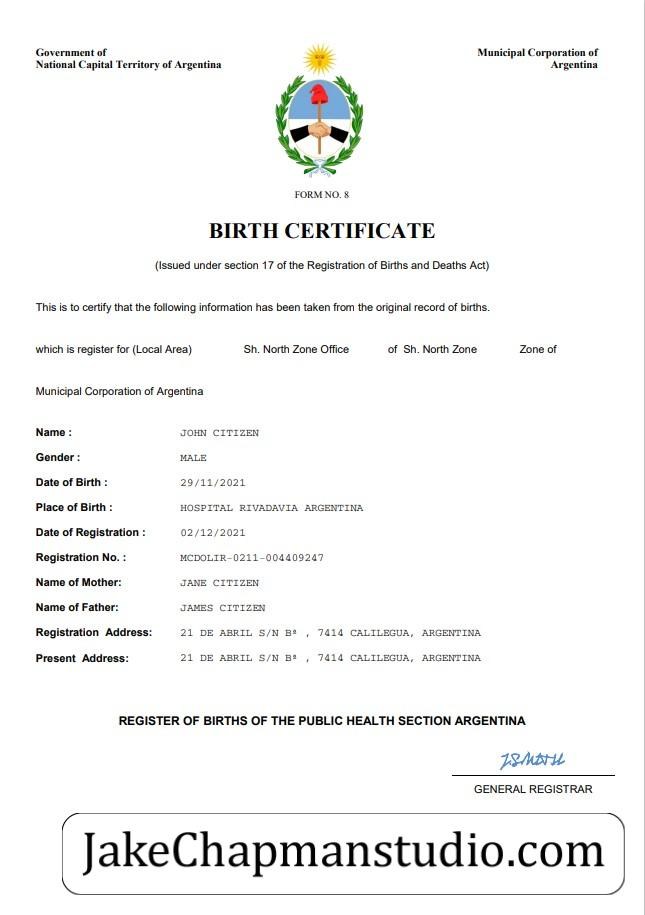 Government of
National Capital Territory of Argentina
Municipal Corporation of
Argentina
FORM NO. 8
BIRTH CERTIFICATE
(Issued under section 17 of the Registration of Births and Deaths Act)
This is to certify that the following information has been taken from the original record of births.
which is register for (Local Area) Sh. North Zone Office of Sh. North Zone Zone of
Municipal Corporation of Argentina
Name : JOHN CITIZEN
Gender : MALE
Date of Birth : 29/11/2021
Place of Birth : HOSPITAL RIVADAVIA ARGENTINA
Date of Registration : 02/12/2021
Registration No. : MCDOLIR-0211-004409247
Name of Mother: JANE CITIZEN
Name of Father: JAMES CITIZEN
Registration Address: 21 DE ABRIL S/N Bª , 7414 CALILEGUA, ARGENTINA
Present Address: 21 DE ABRIL S/N Bª , 7414 CALILEGUA, ARGENTINA
REGISTER OF BIRTHS OF THE PUBLIC HEALTH SECTION ARGENTINA
GENERAL REGISTRAR
JakeChapmanstudio.com